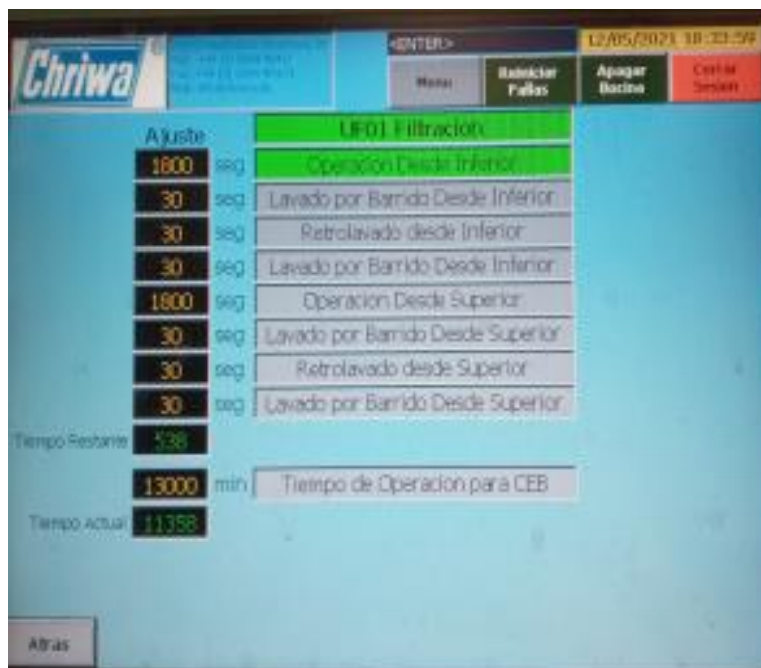 Chriwa
<ENTER>
12/05/2021 18:33:59
Menu
Reiniciar Fallas
Apagar Bocina
Cerrar Sesion
Ajuste
UF01 Filtracion
1800 seg Operacion Desde Inferior
30 seg Lavado por Barrido Desde Inferior
30 seg Retrolavado desde Inferior
30 seg Lavado por Barrido Desde Inferior
1800 seg Operacion Desde Superior
30 seg Lavado por Barrido Desde Superior
30 seg Retrolavado desde Superior
30 seg Lavado por Barrido Desde Superior
Tiempo Restante 538
13000 min Tiempo de Operacion para CEB
Tiempo Actual 11358
Atras